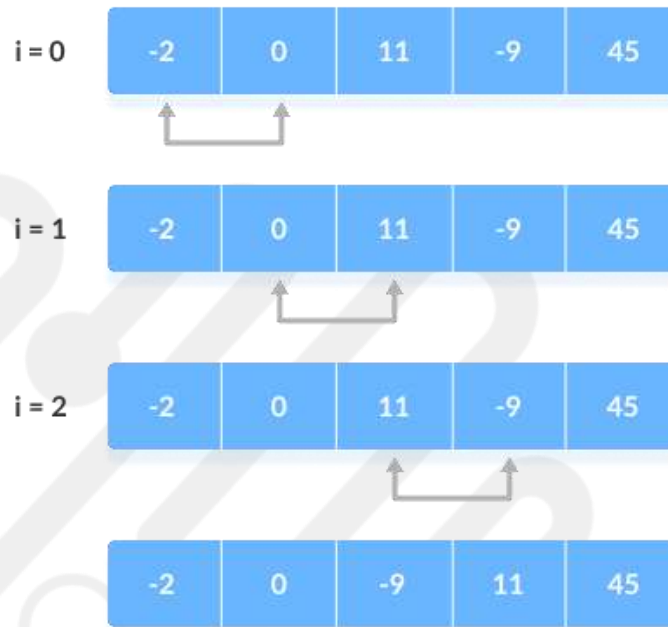 i = 0 -2 0 11 -9 45
i = 1 -2 0 11 -9 45
i = 2 -2 0 11 -9 45
-2 0 -9 11 45